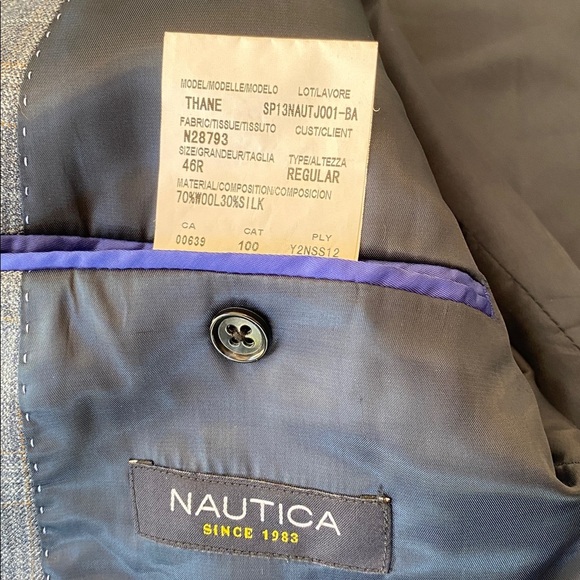 MODEL/MODELLE/MODELO LOT/LAVORE
THANE SP13NAUTJ001-BA
FABRIC/TISSUE/TISSUTO CUST/CLIENT
N28793
SIZE/GRANDEUR/TAGLIA TYPE/ALTEZZA
46R REGULAR
MATERIAL/COMPOSITION/COMPOSICION
70%WOOL30%SILK
CA CAT PLY
00639 100 Y2NSS12
NAUTICA
SINCE 1983